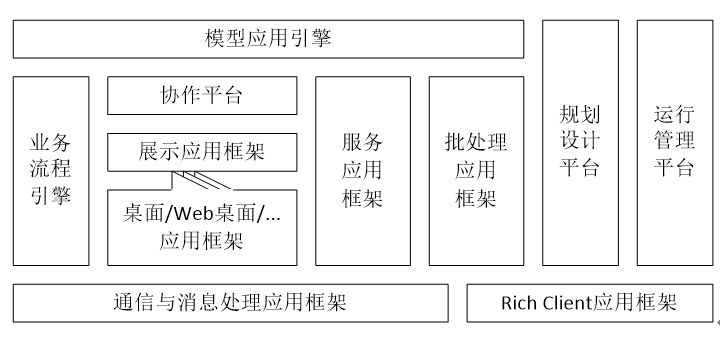 模型应用引擎
业务
流程
引擎
协作平台
展示应用框架
桌面/Web桌面/...
应用框架
服务
应用
框架
批处理
应用
框架
规划
设计
平台
运行
管理
平台
通信与消息处理应用框架
Rich Client应用框架